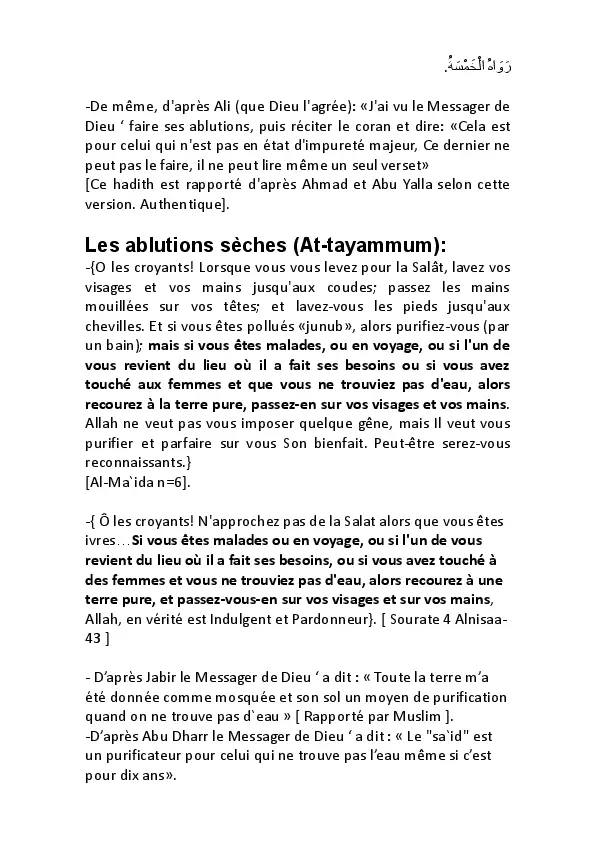 رَوَاهُ الْخَمْسَةُ.
-De même, d'après Ali (que Dieu l'agrée): «J'ai vu le Messager de
Dieu ‘ faire ses ablutions, puis réciter le coran et dire: «Cela est
pour celui qui n'est pas en état d'impureté majeur, Ce dernier ne
peut pas le faire, il ne peut lire même un seul verset»
[Ce hadith est rapporté d'après Ahmad et Abu Yalla selon cette
version. Authentique].
Les ablutions sèches (At-tayammum):
-{O les croyants! Lorsque vous vous levez pour la Salât, lavez vos
visages et vos mains jusqu'aux coudes; passez les mains
mouillées sur vos têtes; et lavez-vous les pieds jusqu'aux
chevilles. Et si vous êtes pollués «junub», alors purifiez-vous (par
un bain); mais si vous êtes malades, ou en voyage, ou si l'un de
vous revient du lieu où il a fait ses besoins ou si vous avez
touché aux femmes et que vous ne trouviez pas d'eau, alors
recourez à la terre pure, passez-en sur vos visages et vos mains.
Allah ne veut pas vous imposer quelque gêne, mais Il veut vous
purifier et parfaire sur vous Son bienfait. Peut-être serez-vous
reconnaissants.}
[Al-Ma`ida n=6].
-{ Ô les croyants! N'approchez pas de la Salat alors que vous êtes
ivres…Si vous êtes malades ou en voyage, ou si l'un de vous
revient du lieu où il a fait ses besoins, ou si vous avez touché à
des femmes et vous ne trouviez pas d'eau, alors recourez à une
terre pure, et passez-vous-en sur vos visages et sur vos mains,
Allah, en vérité est Indulgent et Pardonneur}. [ Sourate 4 Alnisaa-
43 ]
- D’après Jabir le Messager de Dieu ‘ a dit : « Toute la terre m’a
été donnée comme mosquée et son sol un moyen de purification
quand on ne trouve pas d`eau » [ Rapporté par Muslim ].
-D’après Abu Dharr le Messager de Dieu ‘ a dit : « Le "sa`id" est
un purificateur pour celui qui ne trouve pas l’eau même si c’est
pour dix ans».